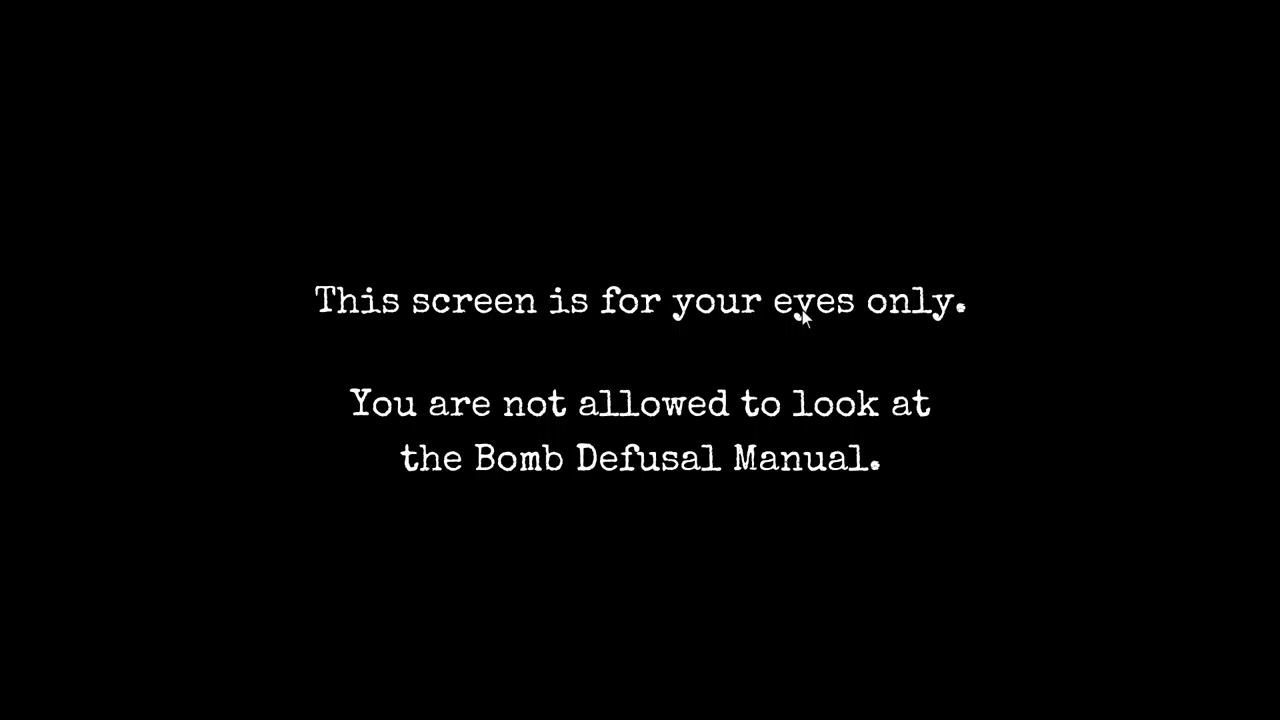 This screen is for your eyes only.
You are not allowed to look at
the Bomb Defusal Manual.